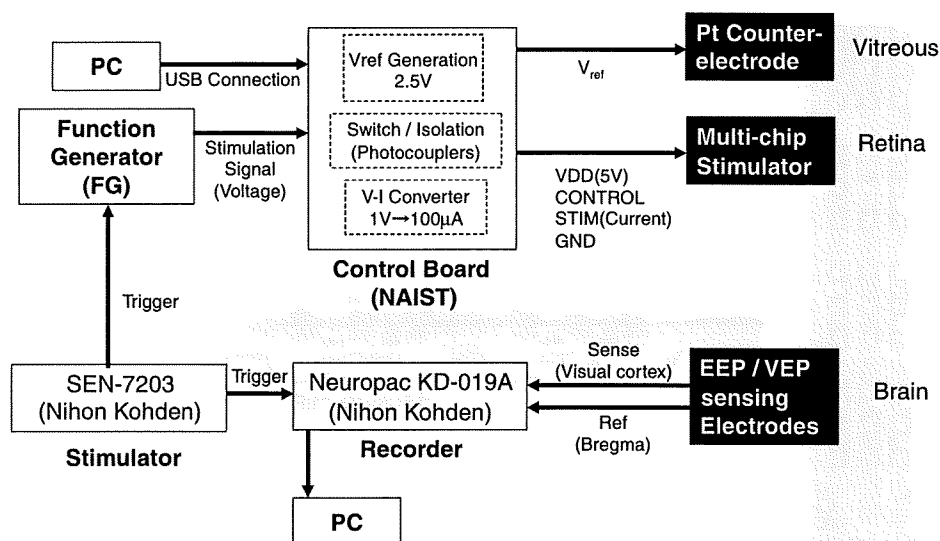 PC
USB Connection
Function
Generator
(FG)
Stimulation
Signal
(Voltage)
Vref Generation
2.5V
Switch / Isolation
(Photocouplers)
V-I Converter
1V→100μA
Control Board
(NAIST)
Vref
Pt Counter-
electrode
Vitreous
Multi-chip
Stimulator
Retina
VDD(5V)
CONTROL
STIM(Current)
GND
Trigger
SEN-7203
(Nihon Kohden)
Stimulator
Trigger
Neuropac KD-019A
(Nihon Kohden)
Recorder
Sense
(Visual cortex)
Ref
(Bregma)
EEP / VEP
sensing
Electrodes
Brain
PC